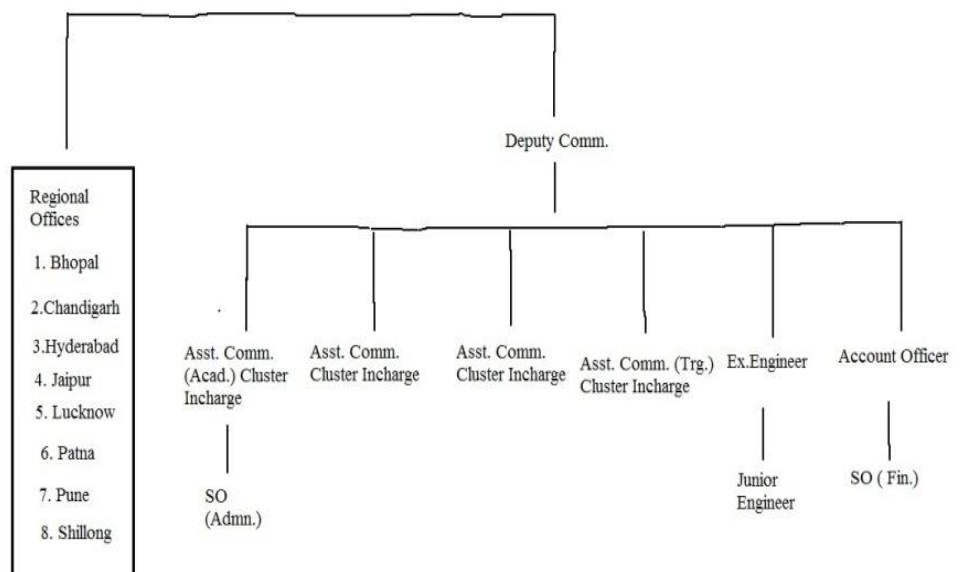 Deputy Comm.
Regional
Offices
1. Bhopal
2.Chandigarh
3.Hyderabad
4. Jaipur
5. Lucknow
6. Patna
7. Pune
8. Shillong
Asst. Comm.
(Acad.) Cluster
Incharge
Asst. Comm.
Cluster Incharge
Asst. Comm.
Cluster Incharge
Asst. Comm. (Trg.)
Cluster Incharge
Ex.Engineer
Account Officer
SO
(Admn.)
Junior
Engineer
SO ( Fin.)